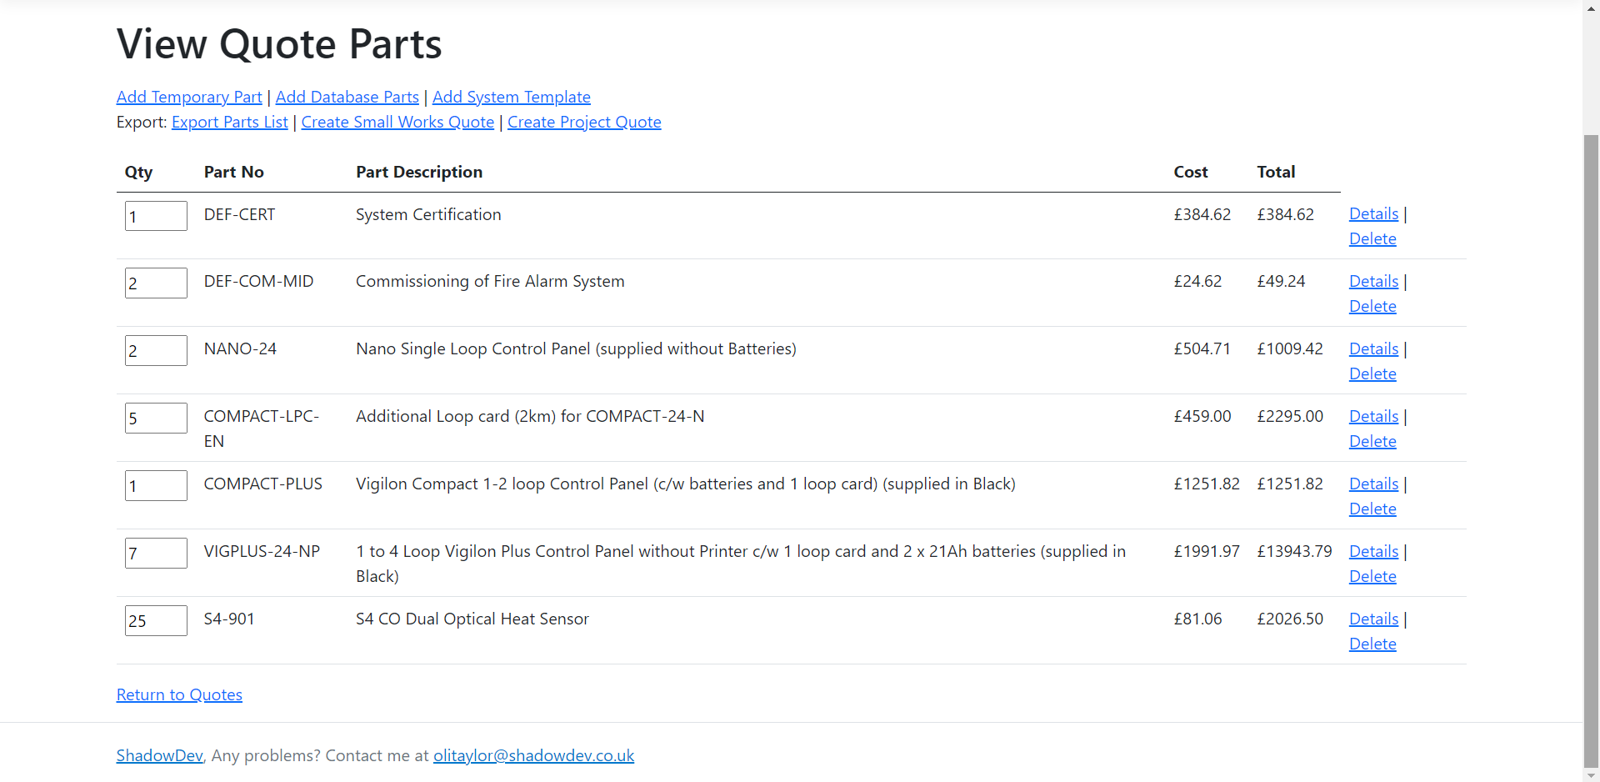 View Quote Parts
Add Temporary Part | Add Database Parts | Add System Template
Export: Export Parts List | Create Small Works Quote | Create Project Quote
Qty Part No Part Description Cost Total
1 DEF-CERT System Certification £384.62 £384.62 Details |
Delete
2 DEF-COM-MID Commissioning of Fire Alarm System £24.62 £49.24 Details |
Delete
2 NANO-24 Nano Single Loop Control Panel (supplied without Batteries) £504.71 £1009.42 Details |
Delete
5 COMPACT-LPC- Additional Loop card (2km) for COMPACT-24-N £459.00 £2295.00 Details |
EN Delete
1 COMPACT-PLUS Vigilon Compact 1-2 loop Control Panel (c/w batteries and 1 loop card) (supplied in Black) £1251.82 £1251.82 Details |
Delete
7 VIGPLUS-24-NP 1 to 4 Loop Vigilon Plus Control Panel without Printer c/w 1 loop card and 2 x 21Ah batteries (supplied in £1991.97 £13943.79 Details |
Black) Delete
25 S4-901 S4 CO Dual Optical Heat Sensor £81.06 £2026.50 Details |
Delete
Return to Quotes
ShadowDev, Any problems? Contact me at olitaylor@shadowdev.co.uk